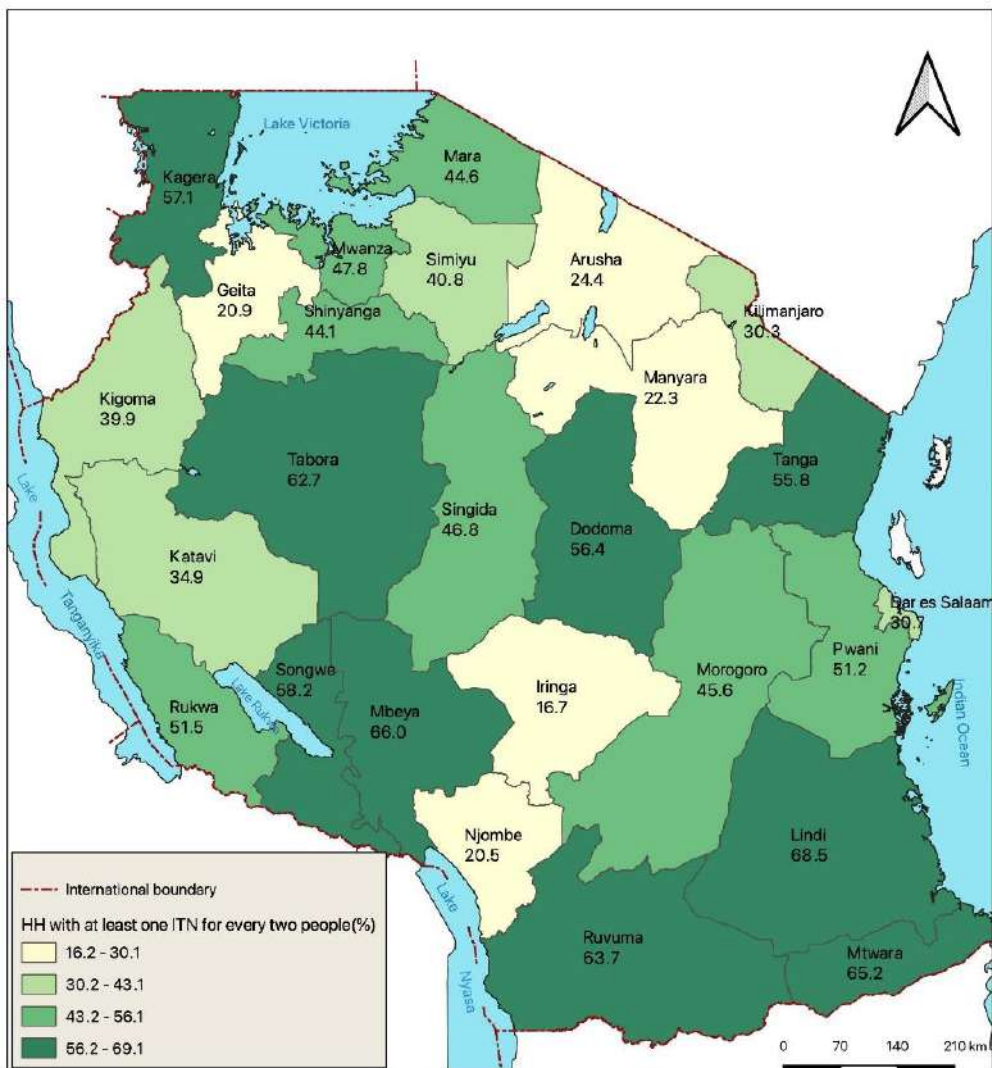 Lake Victoria
Mara
44.6
Kagera
57.1
Mwanza
47.8
Simiyu
40.8
Arusha
24.4
Geita
20.9
Shinyanga
44.1
Kilimanjaro
30.3
Kigoma
39.9
Manyara
22.3
Tabora
62.7
Tanga
55.8
Singida
46.8
Dodoma
56.4
Katavi
34.9
Lake
Tanganyika
Dar es Salaam
30.7
Pwani
51.2
Morogoro
45.6
Songwe
58.2
Rukwa
51.5
Lake Rukwa
Mbeya
66.0
Iringa
16.7
Indian Ocean
Njombe
20.5
Lindi
68.5
Lake
Nyasa
Ruvuma
63.7
Mtwara
65.2
International boundary
HH with at least one ITN for every two people(%)
16.2 - 30.1
30.2 - 43.1
43.2 - 56.1
56.2 - 69.1
0 70 140 210 km